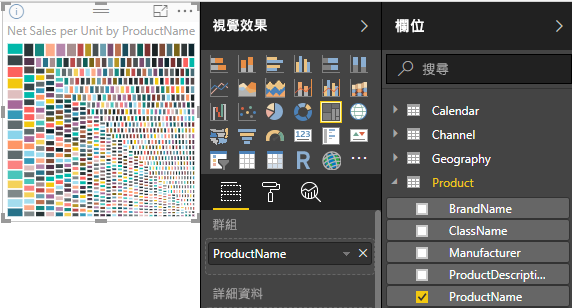 Net Sales per Unit by ProductName
視覺效果
123
R
群組
ProductName
詳細資料
欄位
搜尋
Calendar
Channel
Geography
Product
BrandName
ClassName
Manufacturer
ProductDescripti...
ProductName